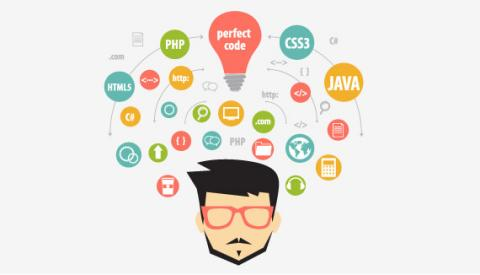 perfect
code
PHP
CSS3
C#
.com
HTML5
<··>
http:
<··>
{ }
JAVA
http:
</>
C#
.com
</>
{ }
PHP